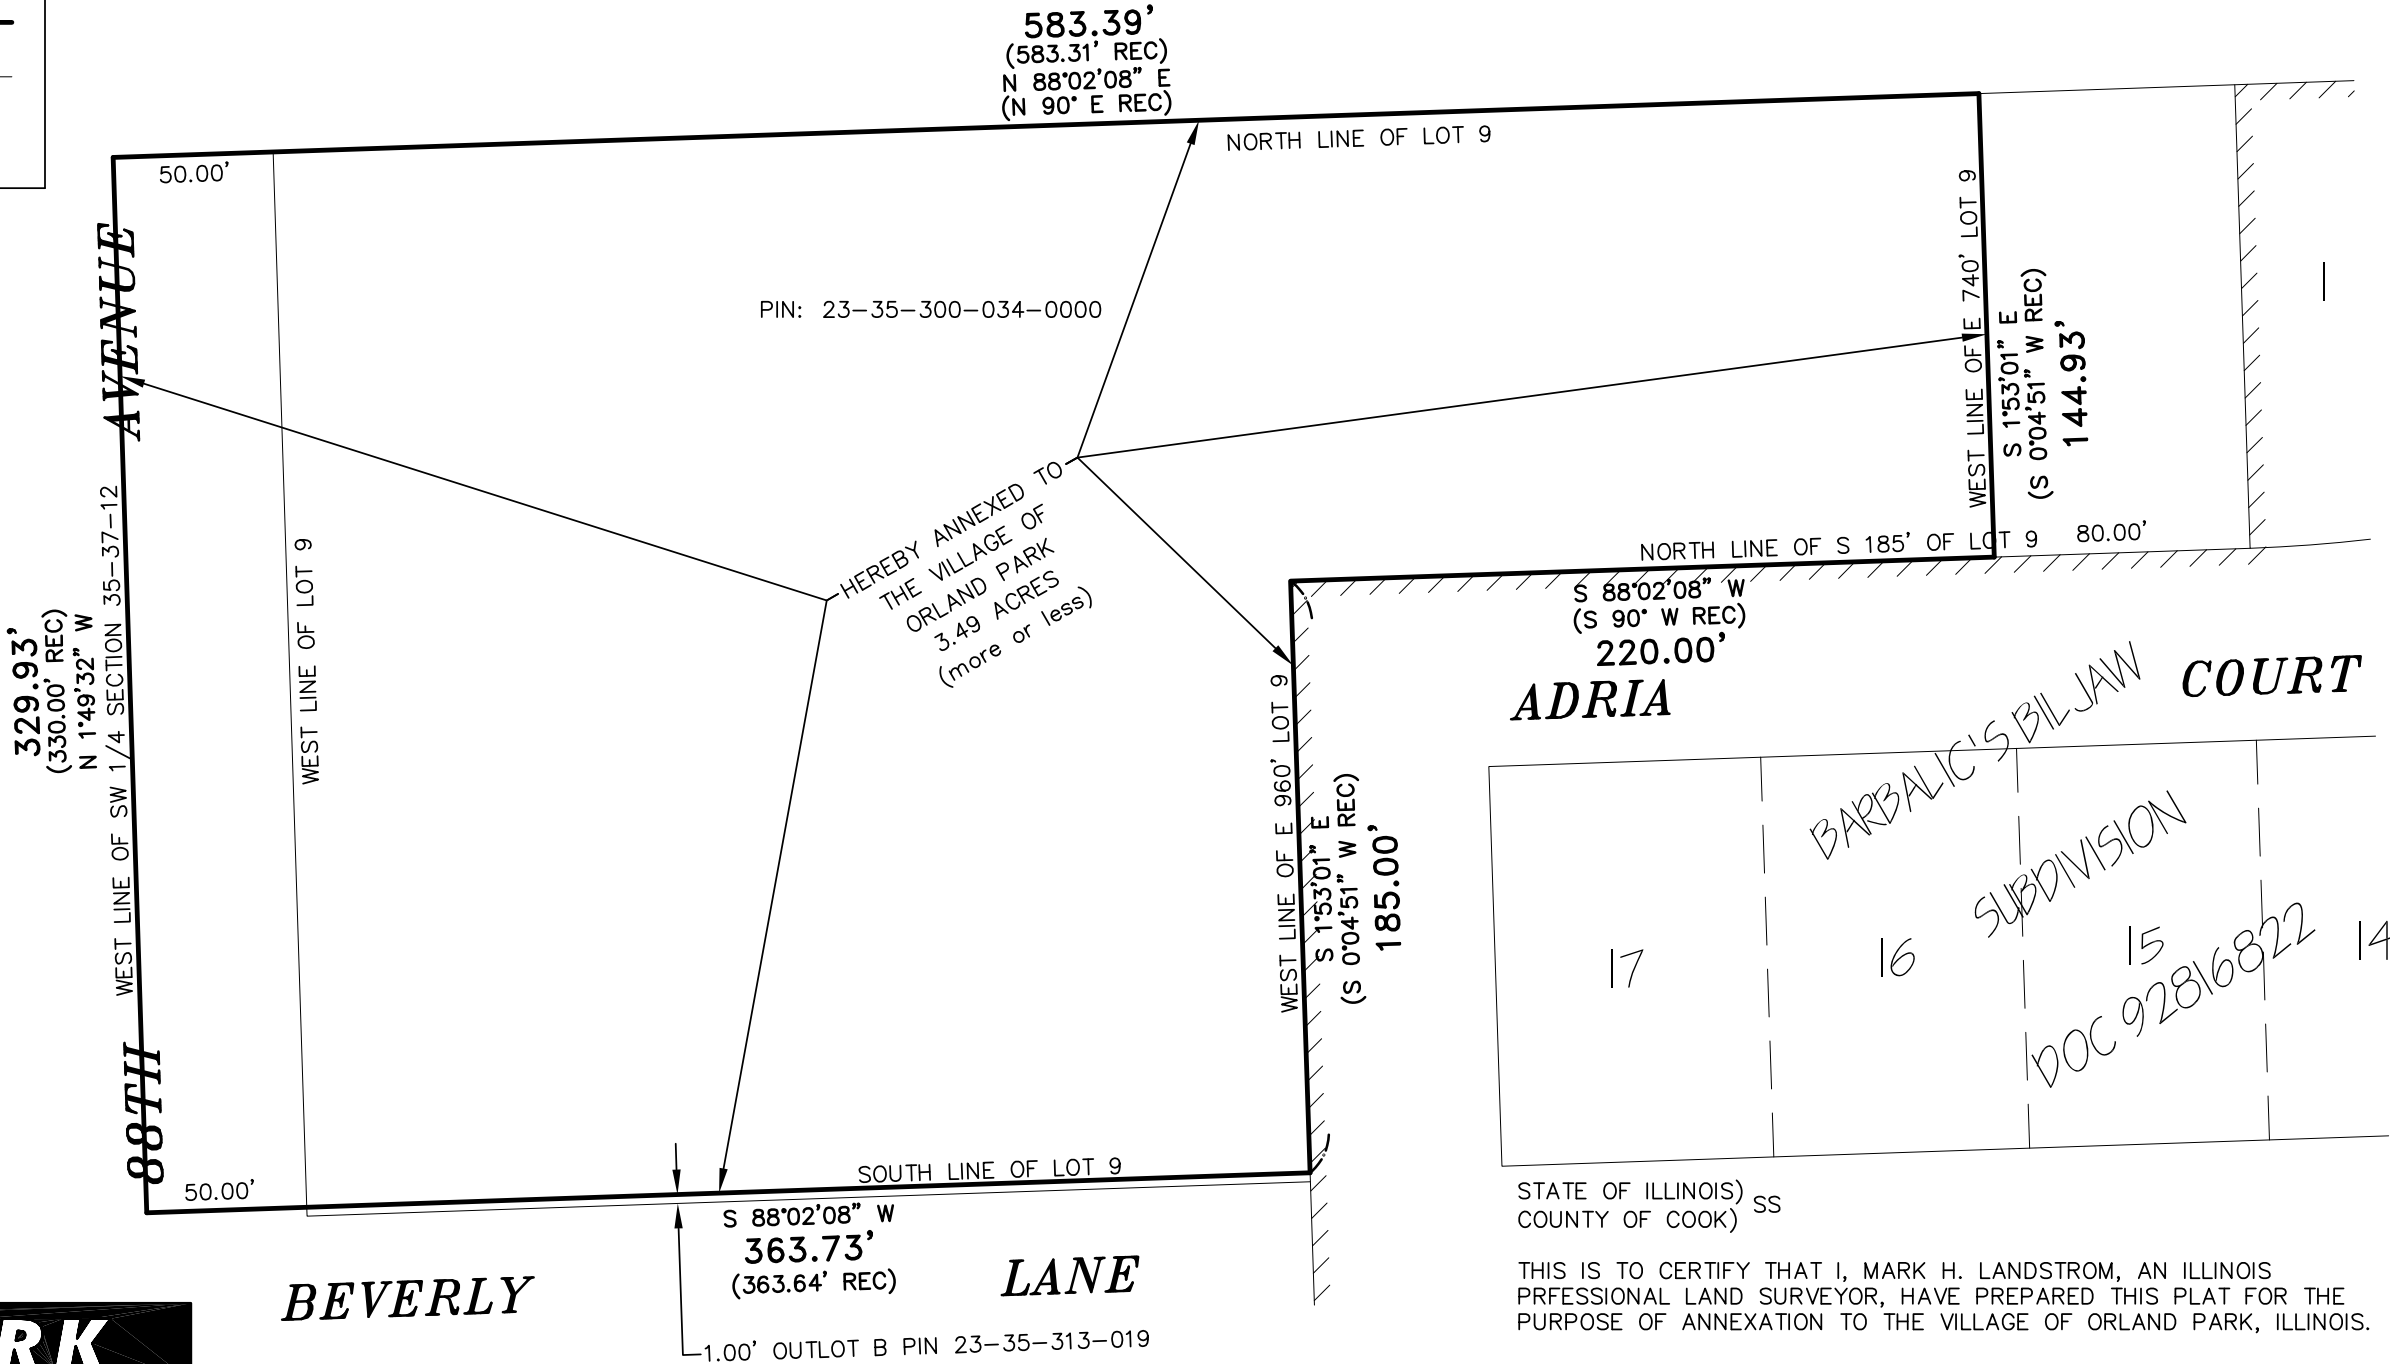 583.39'
(583.31' REC)
N 88°02'08" E
(N 90° E REC)
NORTH LINE OF LOT 9
50.00'
PIN: 23-35-300-034-0000
88TH AVENUE
WEST LINE OF SW 1/4 SECTION 35-37-12
329.93'
(330.00' REC)
N 1°49'32" W
WEST LINE OF LOT 9
HEREBY ANNEXED TO
THE VILLAGE OF
ORLAND PARK
3.49 ACRES
(more or less)
WEST LINE OF E 740' LOT 9
S 1°53'01" E
(S 0°04'51" W REC)
144.93'
1
NORTH LINE OF S 185' OF LOT 9
80.00'
S 88°02'08" W
(S 90° W REC)
220.00'
ADRIA COURT
WEST LINE OF E 960' LOT 9
S 1°53'01" E
(S 0°04'51" W REC)
185.00'
BARBALIC'S BILJAW
SUBDIVISION
DOC 92816822
17
16
15
14
50.00'
SOUTH LINE OF LOT 9
S 88°02'08" W
363.73'
(363.64' REC)
BEVERLY LANE
1.00' OUTLOT B PIN 23-35-313-019
STATE OF ILLINOIS)
COUNTY OF COOK) SS
THIS IS TO CERTIFY THAT I, MARK H. LANDSTROM, AN ILLINOIS
PRFESSIONAL LAND SURVEYOR, HAVE PREPARED THIS PLAT FOR THE
PURPOSE OF ANNEXATION TO THE VILLAGE OF ORLAND PARK, ILLINOIS.